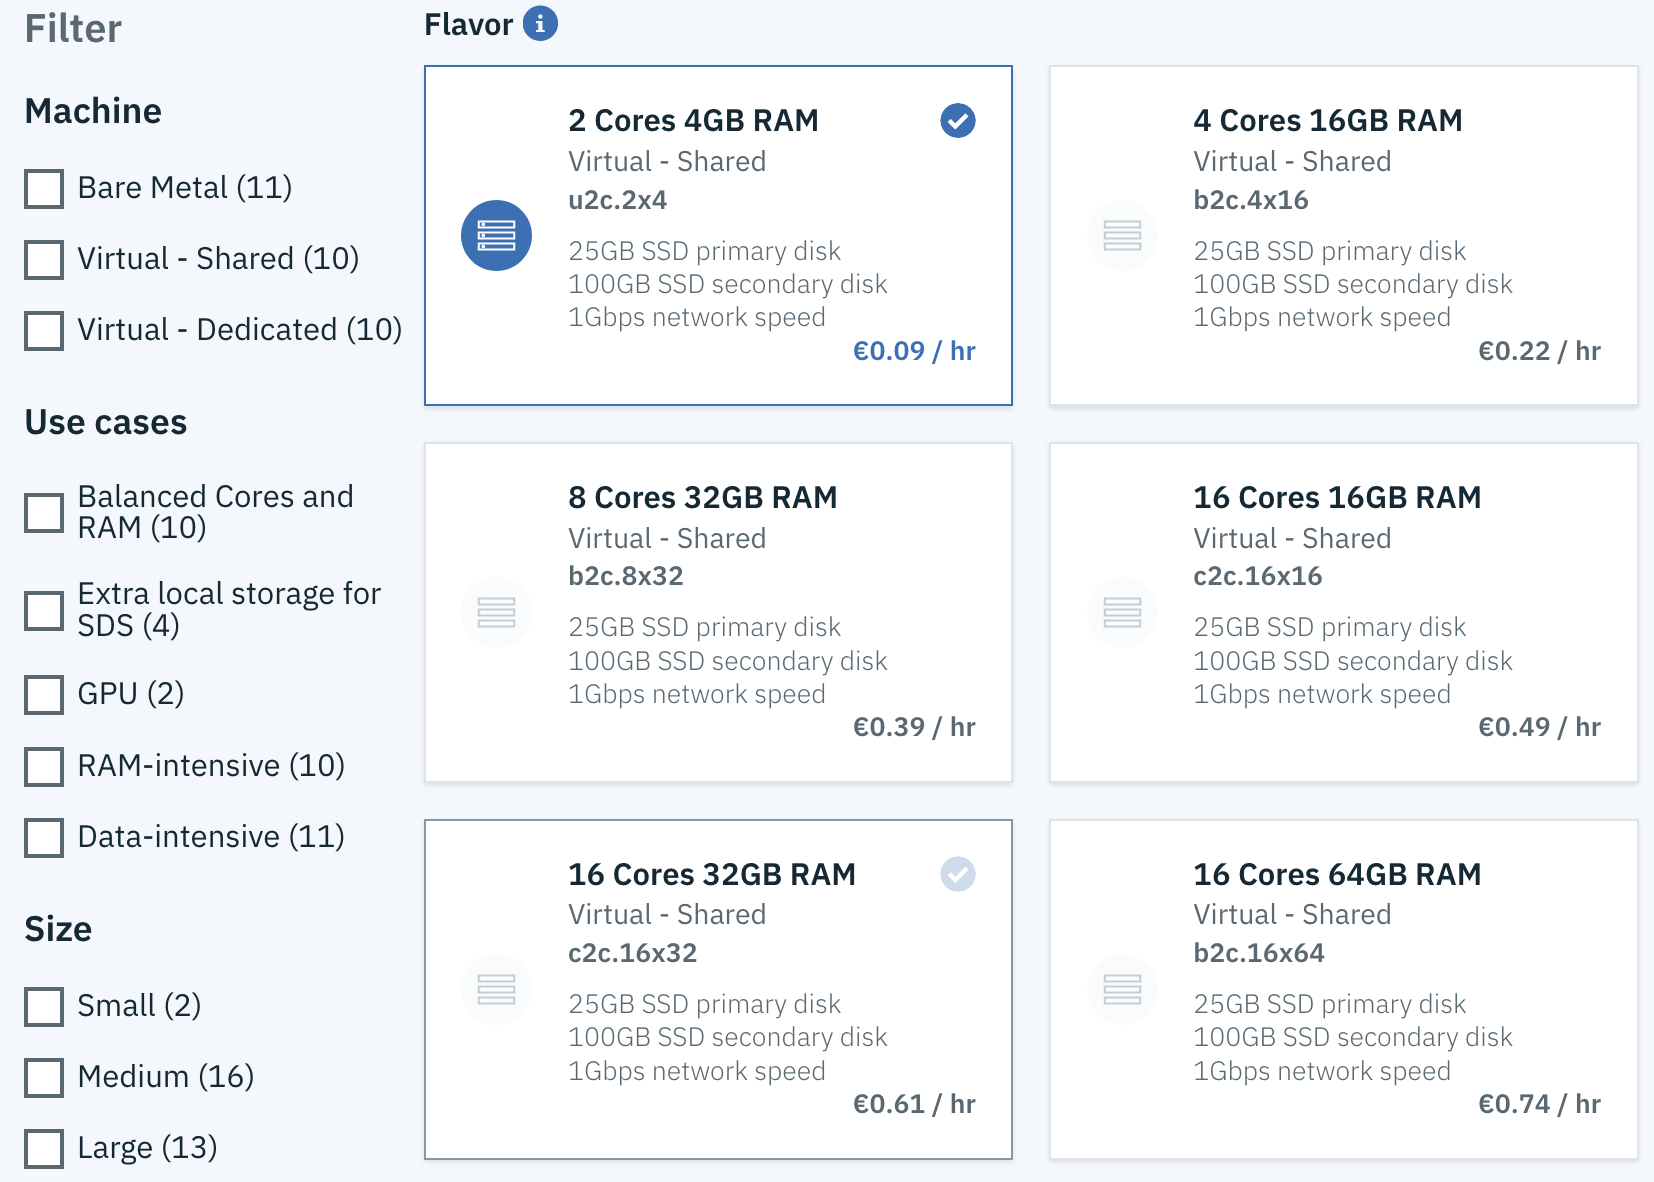 Filter
Machine
Bare Metal (11)
Virtual - Shared (10)
Virtual - Dedicated (10)
Use cases
Balanced Cores and
RAM (10)
Extra local storage for
SDS (4)
GPU (2)
RAM-intensive (10)
Data-intensive (11)
Size
Small (2)
Medium (16)
Large (13)
Flavor
2 Cores 4GB RAM
Virtual - Shared
u2c.2x4
25GB SSD primary disk
100GB SSD secondary disk
1Gbps network speed
€0.09 / hr
4 Cores 16GB RAM
Virtual - Shared
b2c.4x16
25GB SSD primary disk
100GB SSD secondary disk
1Gbps network speed
€0.22 / hr
8 Cores 32GB RAM
Virtual - Shared
b2c.8x32
25GB SSD primary disk
100GB SSD secondary disk
1Gbps network speed
€0.39 / hr
16 Cores 16GB RAM
Virtual - Shared
c2c.16x16
25GB SSD primary disk
100GB SSD secondary disk
1Gbps network speed
€0.49 / hr
16 Cores 32GB RAM
Virtual - Shared
c2c.16x32
25GB SSD primary disk
100GB SSD secondary disk
1Gbps network speed
€0.61 / hr
16 Cores 64GB RAM
Virtual - Shared
b2c.16x64
25GB SSD primary disk
100GB SSD secondary disk
1Gbps network speed
€0.74 / hr